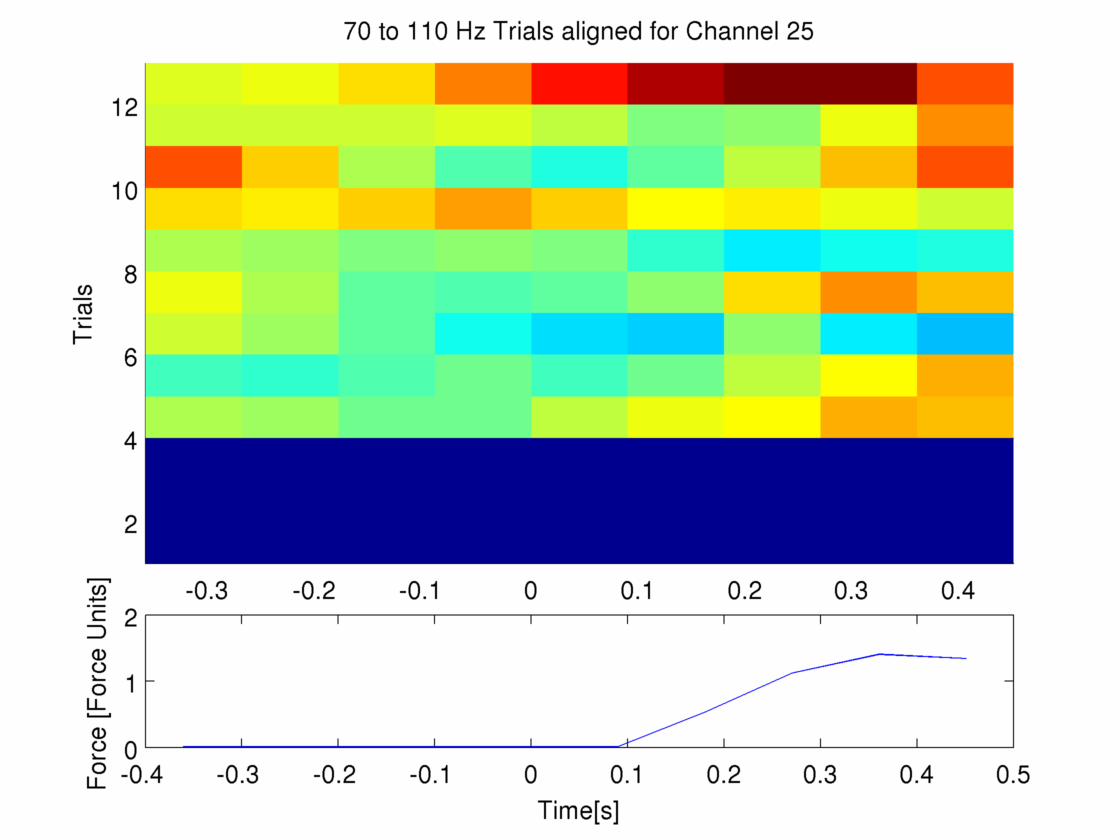 70 to 110 Hz Trials aligned for Channel 25
12
10
8
6
4
2
Trials
-0.3 -0.2 -0.1 0 0.1 0.2 0.3 0.4
2
1
0
Force [Force Units]
-0.4 -0.3 -0.2 -0.1 0 0.1 0.2 0.3 0.4 0.5
Time[s]